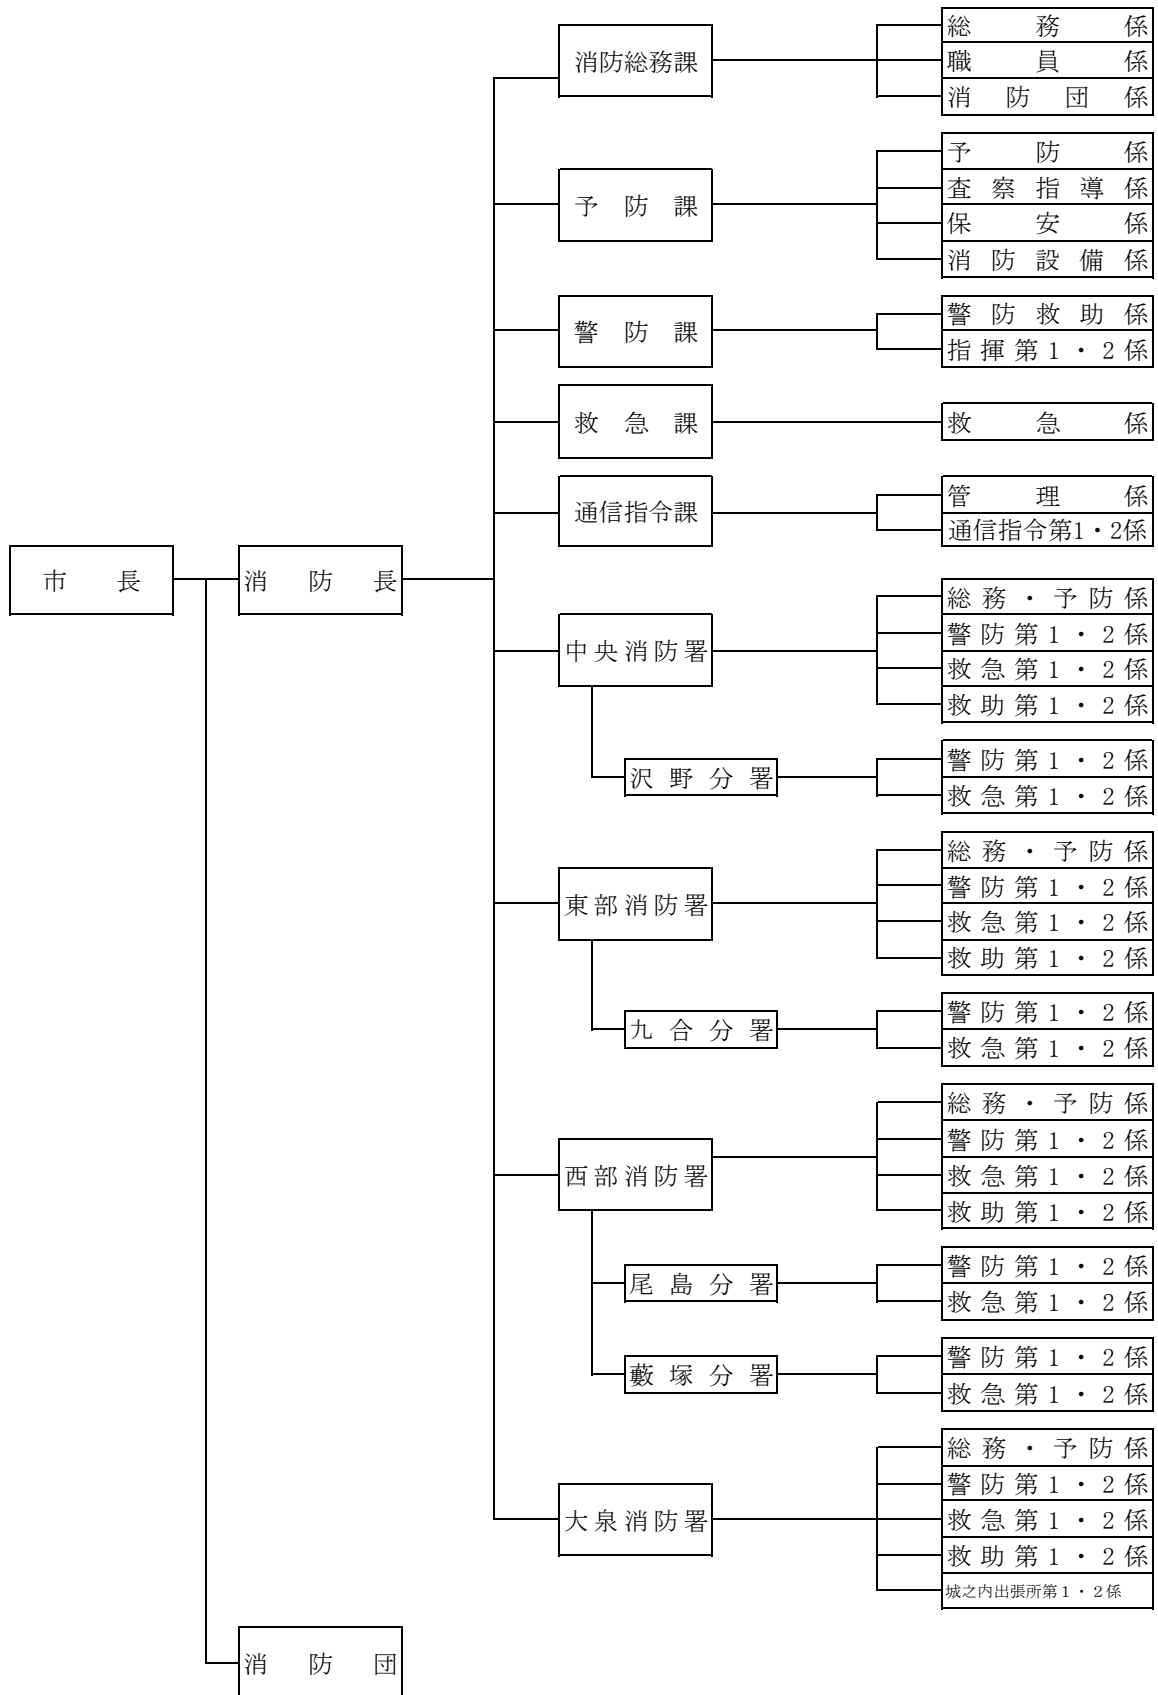 消防総務課
総務係
職員係
消防団係
予防課
予防係
査察指導係
保安係
消防設備係
警防課
警防救助係
指揮第1・2係
救急課
救急係
通信指令課
管理係
通信指令第1・2係
市長
消防長
中央消防署
総務・予防係
警防第1・2係
救急第1・2係
救助第1・2係
沢野分署
警防第1・2係
救急第1・2係
東部消防署
総務・予防係
警防第1・2係
救急第1・2係
救助第1・2係
九合分署
警防第1・2係
救急第1・2係
西部消防署
総務・予防係
警防第1・2係
救急第1・2係
救助第1・2係
尾島分署
警防第1・2係
救急第1・2係
藪塚分署
警防第1・2係
救急第1・2係
大泉消防署
総務・予防係
警防第1・2係
救急第1・2係
救助第1・2係
城之内出張所第1・2係
消防団